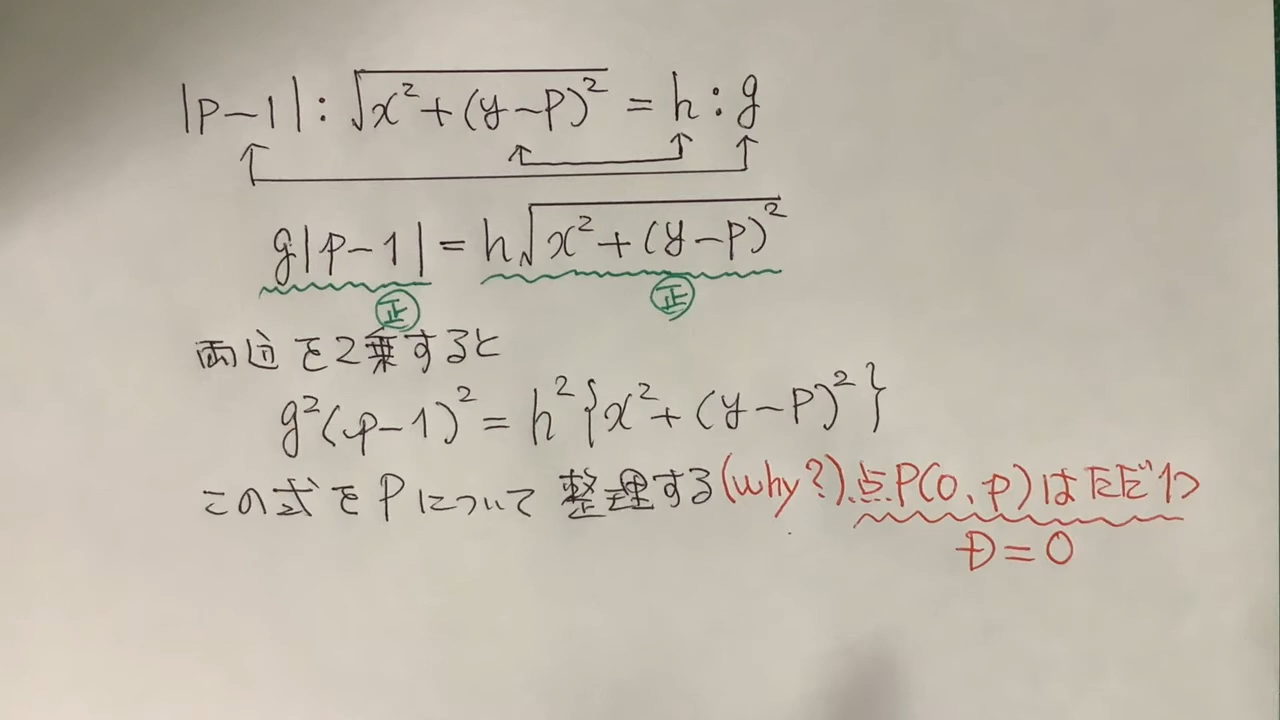 |p-1| : √x²+(y-p)² = h : g
g|p-1| = h√x²+(y-p)²
正 正
両辺を2乗すると
g²(p-1)² = h²{x²+(y-p)²}
この式をPについて整理する(why?) 点P(0, p)はただ1つ
D=0